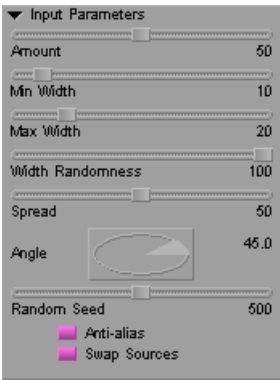 Input Parameters
Amount 50
Min Width 10
Max Width 20
Width Randomness 100
Spread 50
Angle 45.0
Random Seed 500
Anti-alias
Swap Sources